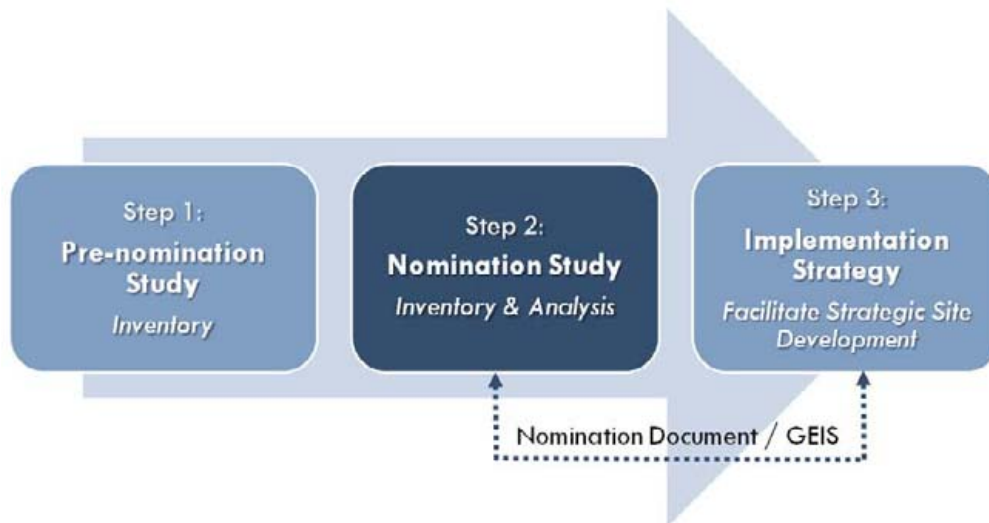 Step 1:
Pre-nomination
Study
Inventory
Step 2:
Nomination Study
Inventory & Analysis
Step 3:
Implementation
Strategy
Facilitate Strategic Site
Development
Nomination Document / GEIS